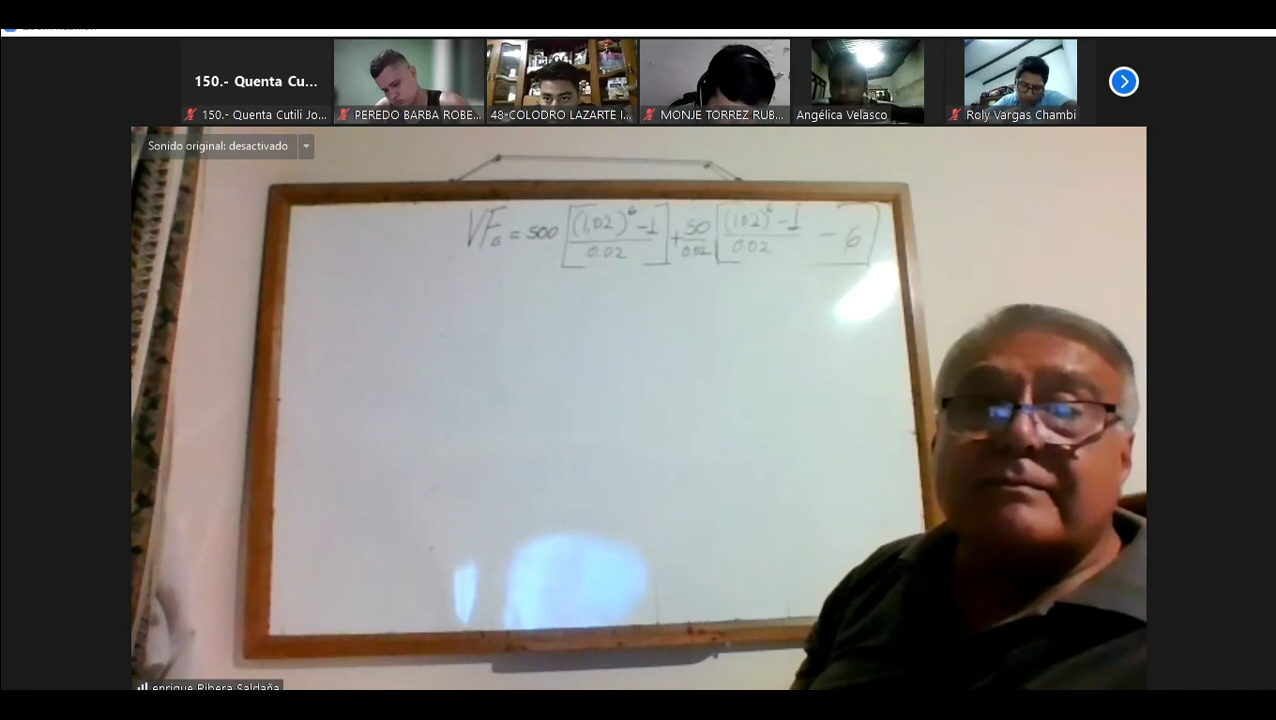 150.- Quenta Cu...
150.- Quenta Cutili Jo...
PEREDO BARBA ROBE...
48-COLODRO LAZARTE I...
MONJE TORREZ RUB...
Angélica Velasco
Roly Vargas Chambi
Sonido original: desactivado
VF₆ = 500 [(1,02)⁶ - 1 / 0.02] + 50/0.02 [(1.02)⁶ - 1 / 0.02 - 6]
enrique Ribera Saldaña